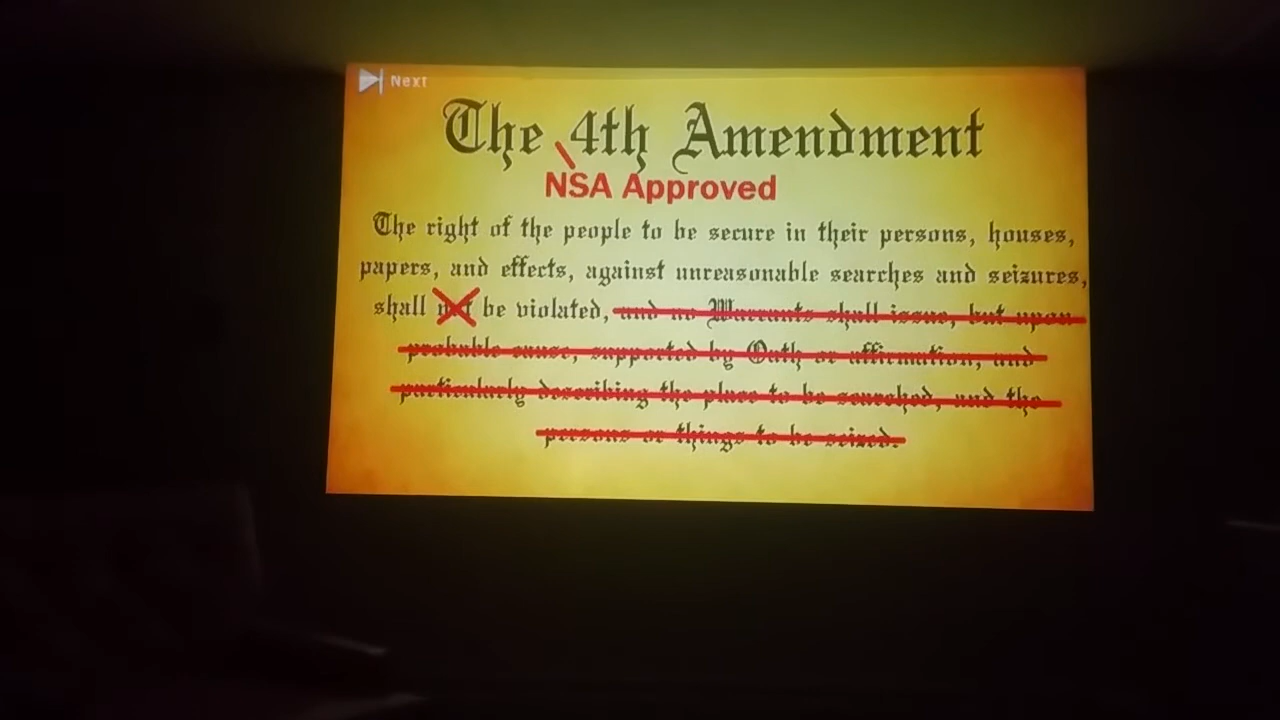 Next
The 4th Amendment
NSA Approved
The right of the people to be secure in their persons, houses,
papers, and effects, against unreasonable searches and seizures,
shall not be violated, and no Warrants shall issue, but upon
probable cause, supported by Oath or affirmation, and
particularly describing the place to be searched, and the
persons or things to be seized.